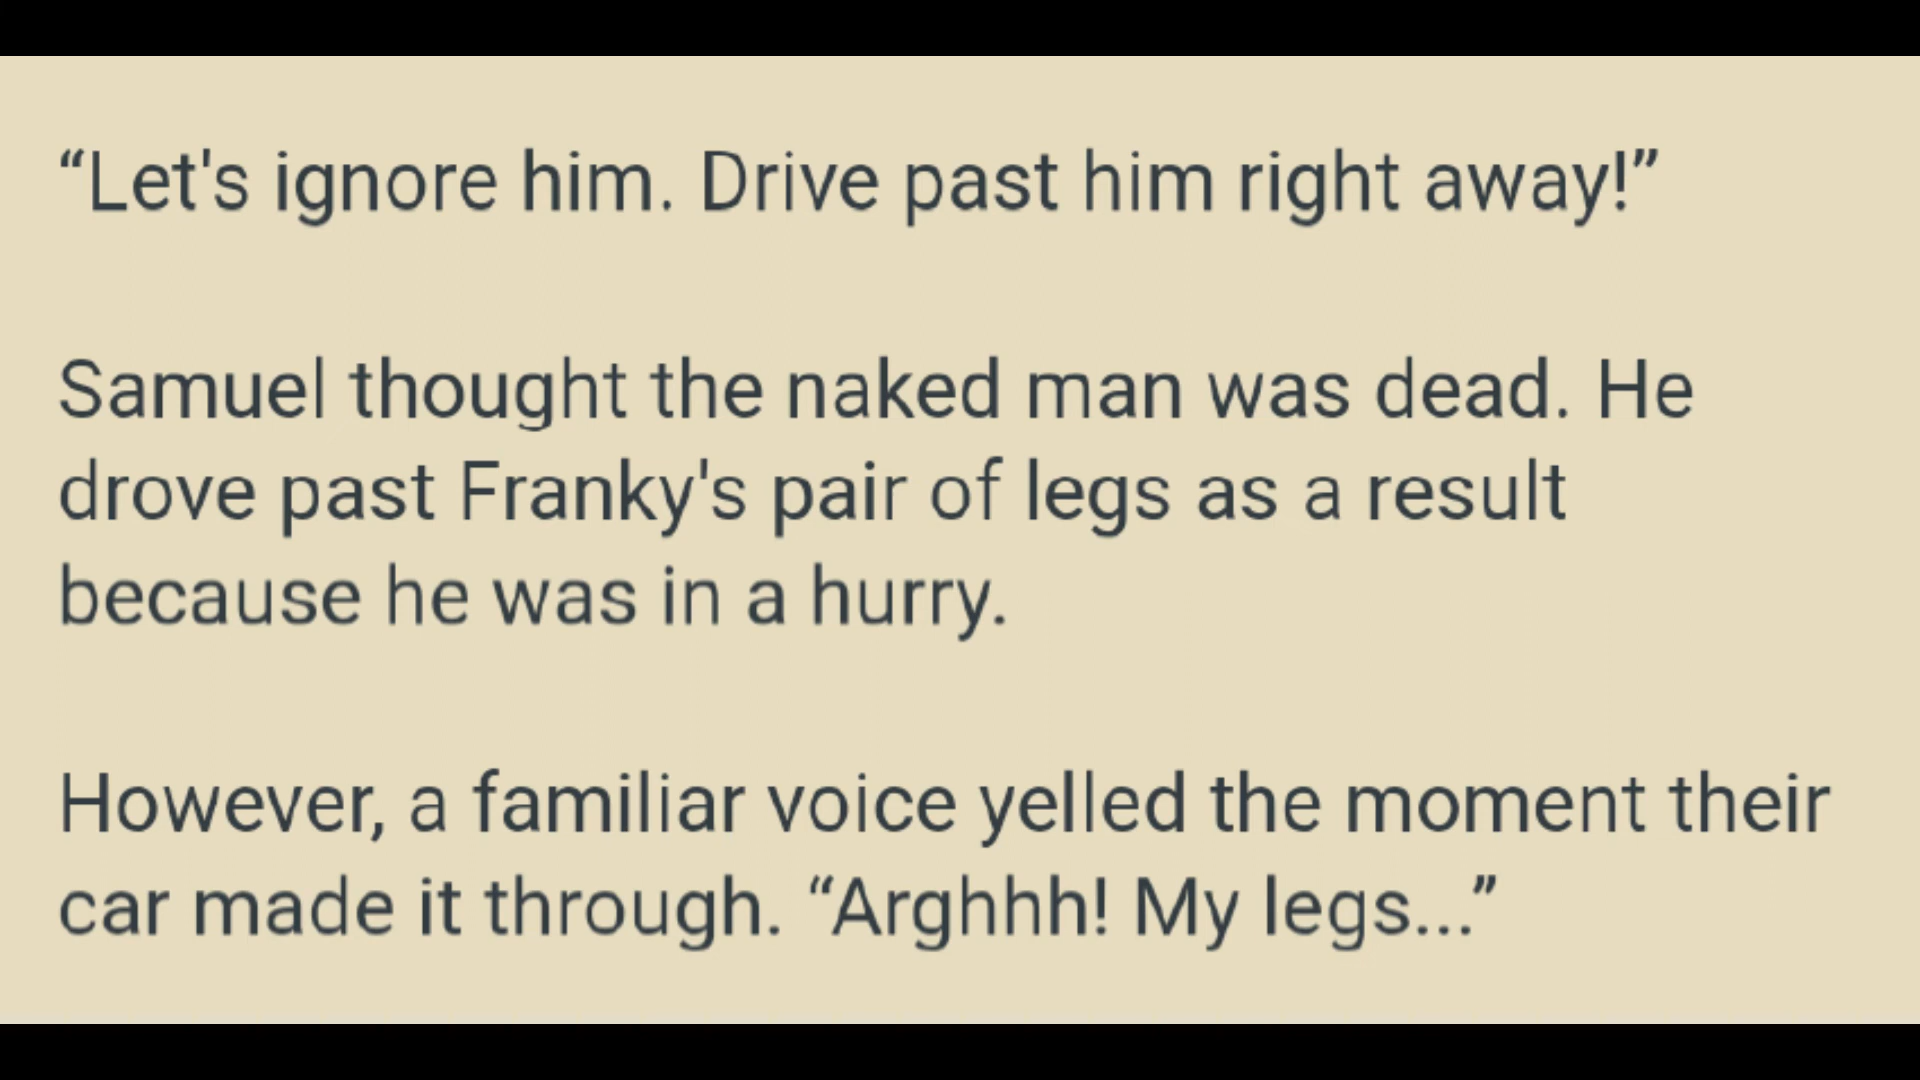 “Let's ignore him. Drive past him right away!”
Samuel thought the naked man was dead. He
drove past Franky's pair of legs as a result
because he was in a hurry.
However, a familiar voice yelled the moment their
car made it through. “Arghhh! My legs...”